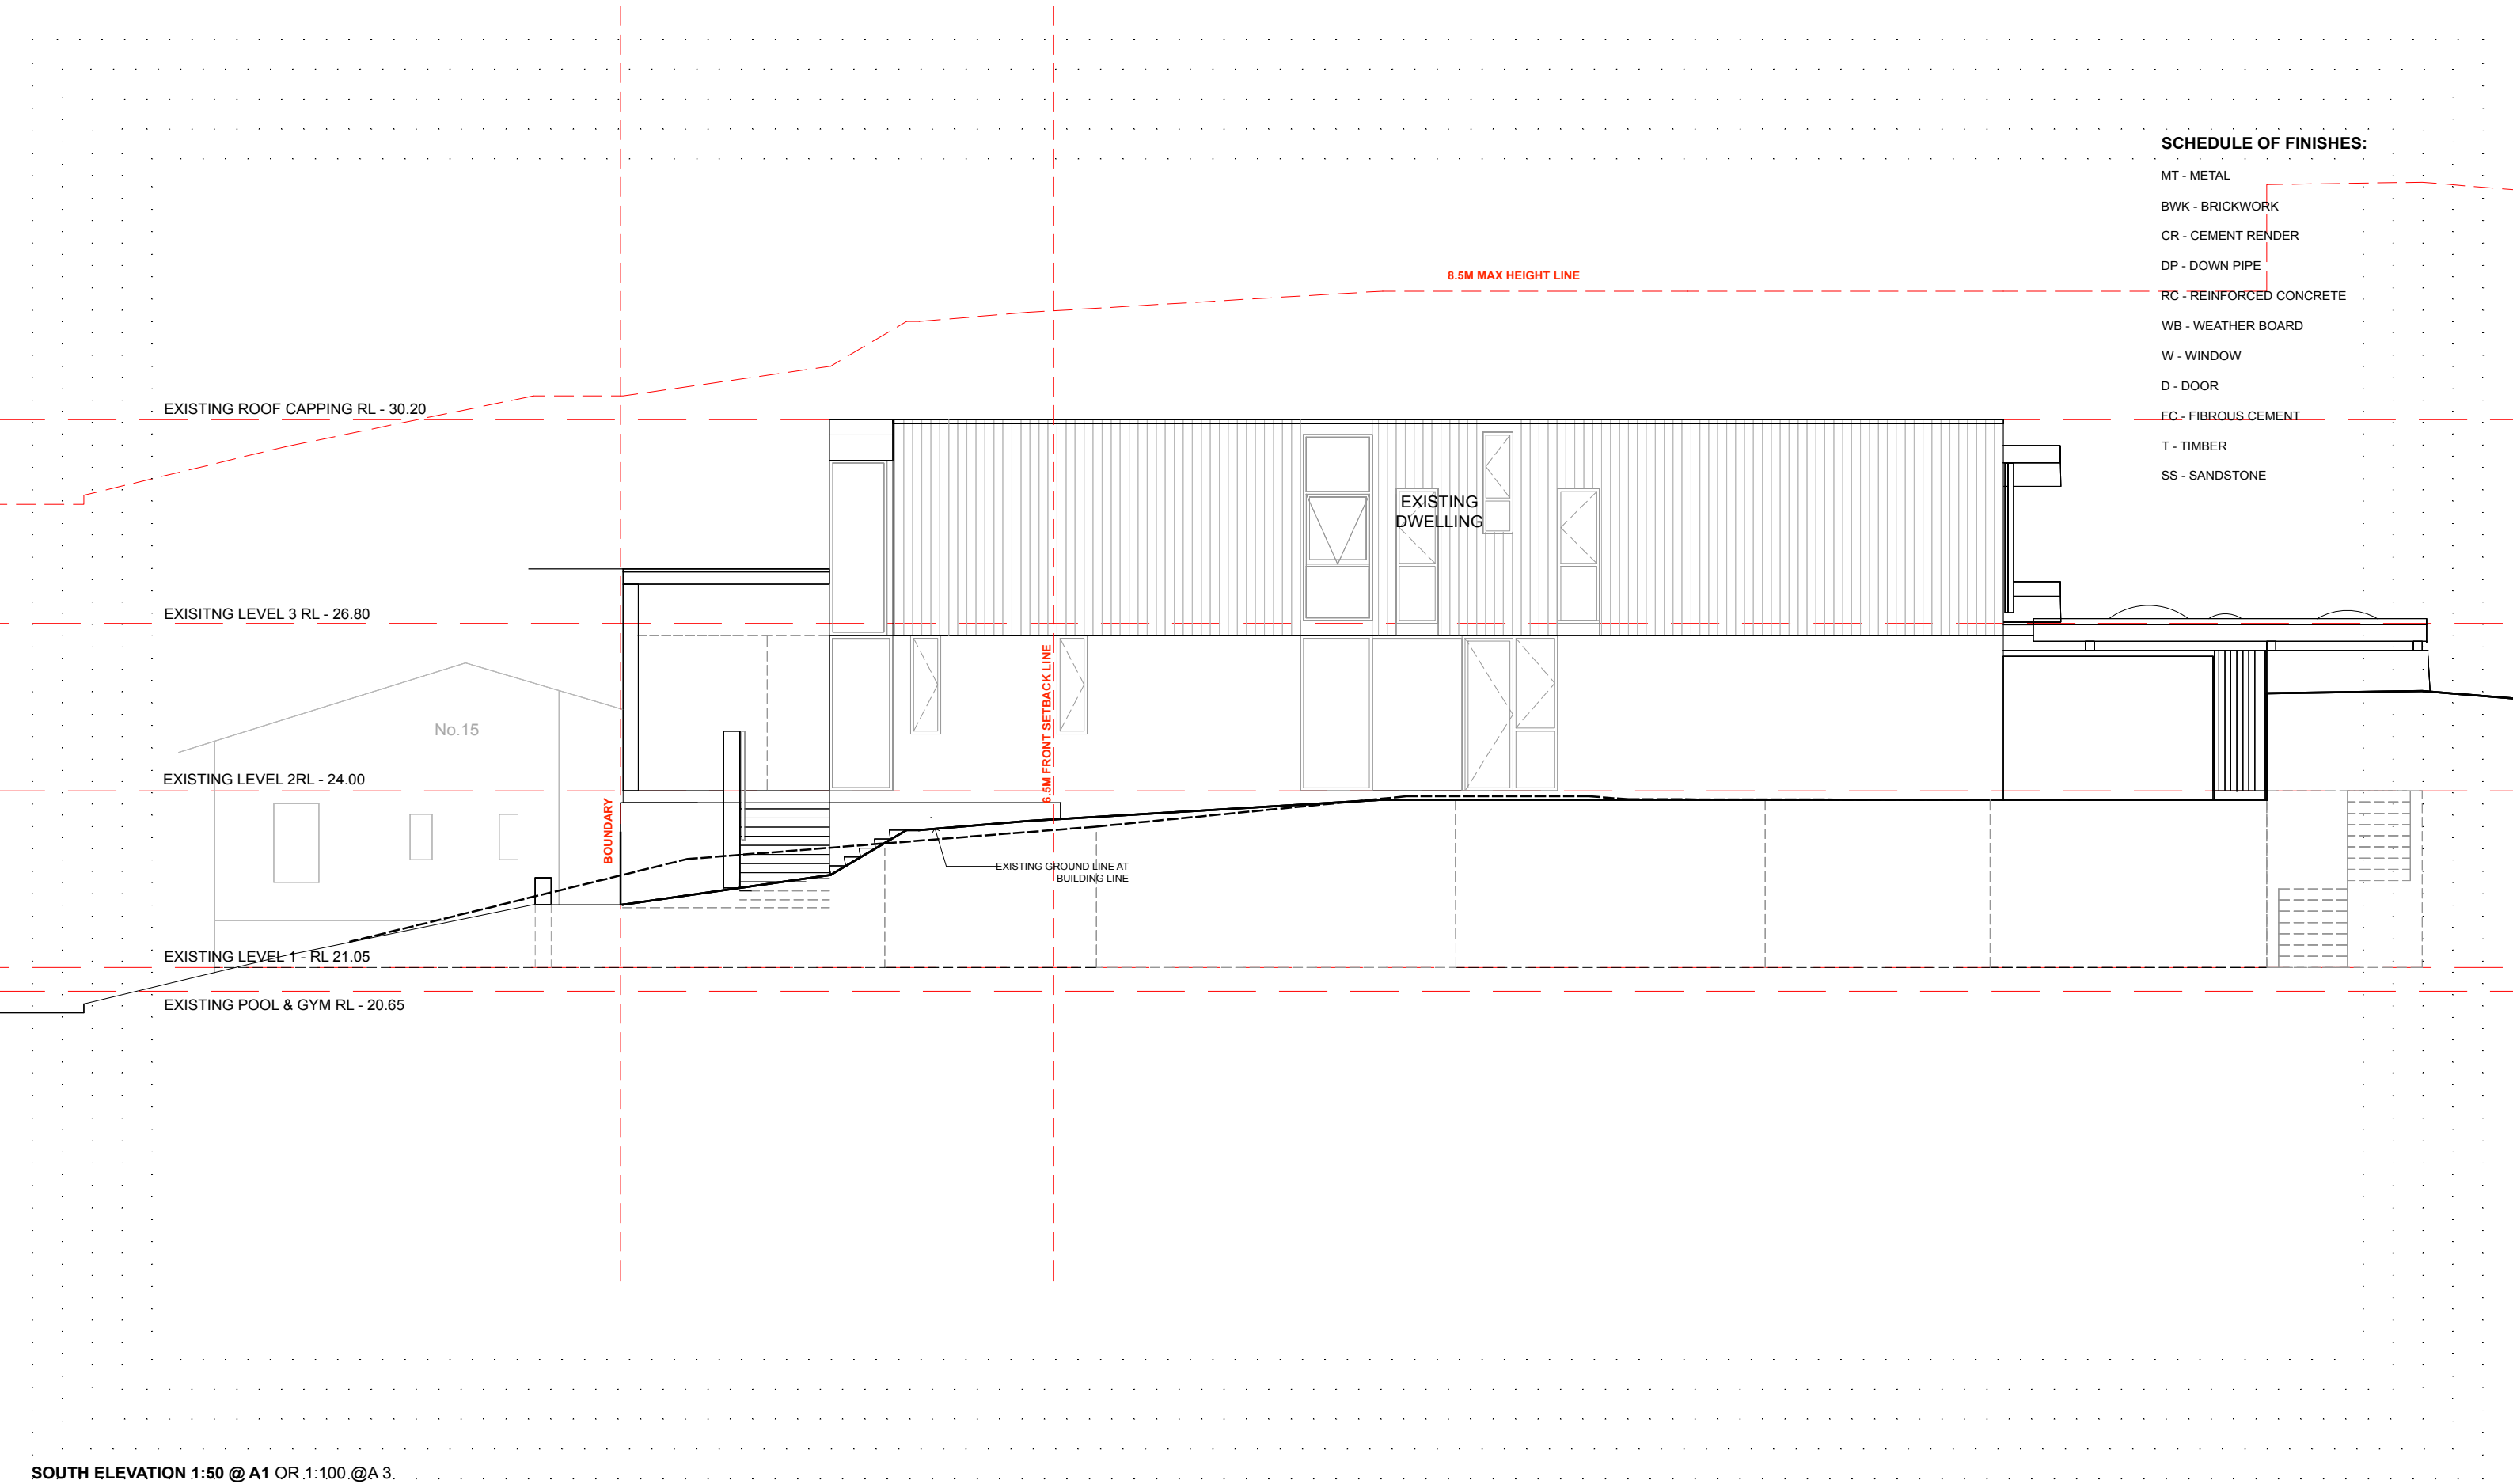 SCHEDULE OF FINISHES:
MT - METAL
BWK - BRICKWORK
CR - CEMENT RENDER
DP - DOWN PIPE
8.5M MAX HEIGHT LINE
RC - REINFORCED CONCRETE
WB - WEATHER BOARD
W - WINDOW
D - DOOR
EXISTING ROOF CAPPING RL - 30.20
FC - FIBROUS CEMENT
T - TIMBER
SS - SANDSTONE
EXISTING
DWELLING
EXISITNG LEVEL 3 RL - 26.80
No.15
6.5M FRONT SETBACK LINE
EXISTING LEVEL 2RL - 24.00
BOUNDARY
EXISTING GROUND LINE AT
BUILDING LINE
EXISTING LEVEL 1 - RL 21.05
EXISTING POOL & GYM RL - 20.65
SOUTH ELEVATION 1:50 @ A1 OR 1:100 @A 3